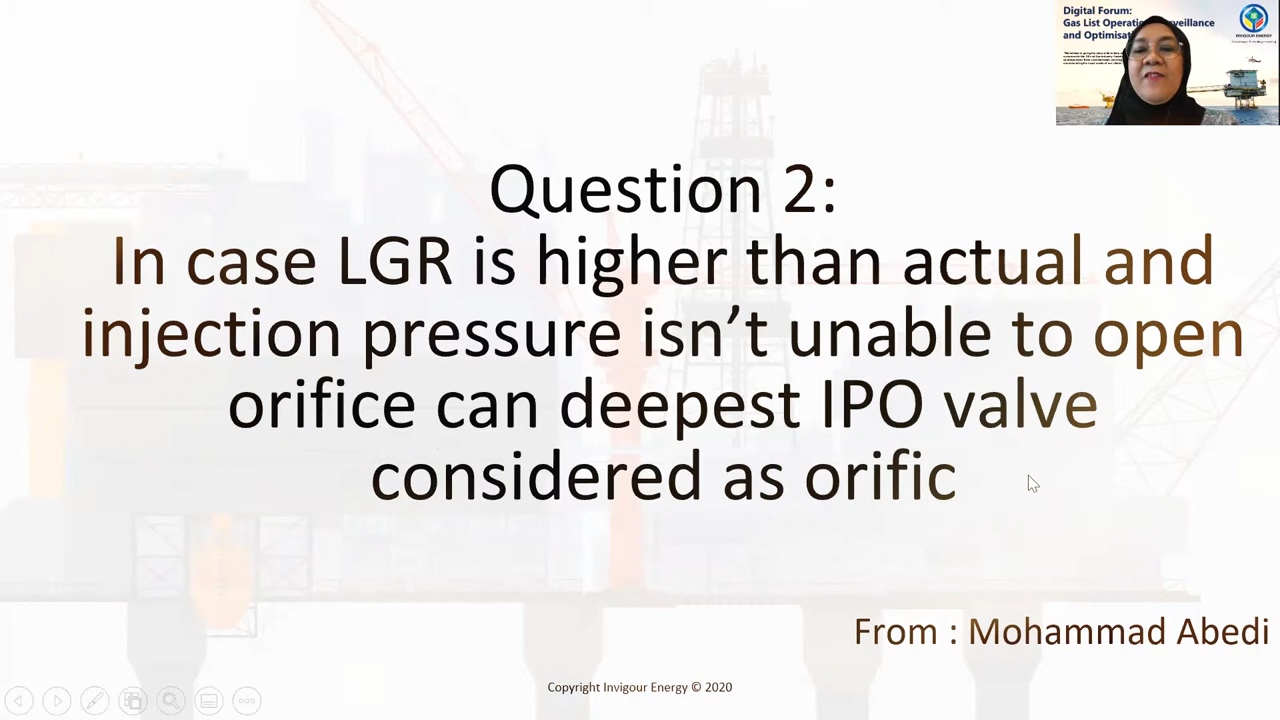 Digital Forum:
Gas List Operati
and Optimisat
INVIGOUR ENERGY
Question 2:
In case LGR is higher than actual and
injection pressure isn’t unable to open
orifice can deepest IPO valve
considered as orific
From : Mohammad Abedi
Copyright Invigour Energy © 2020